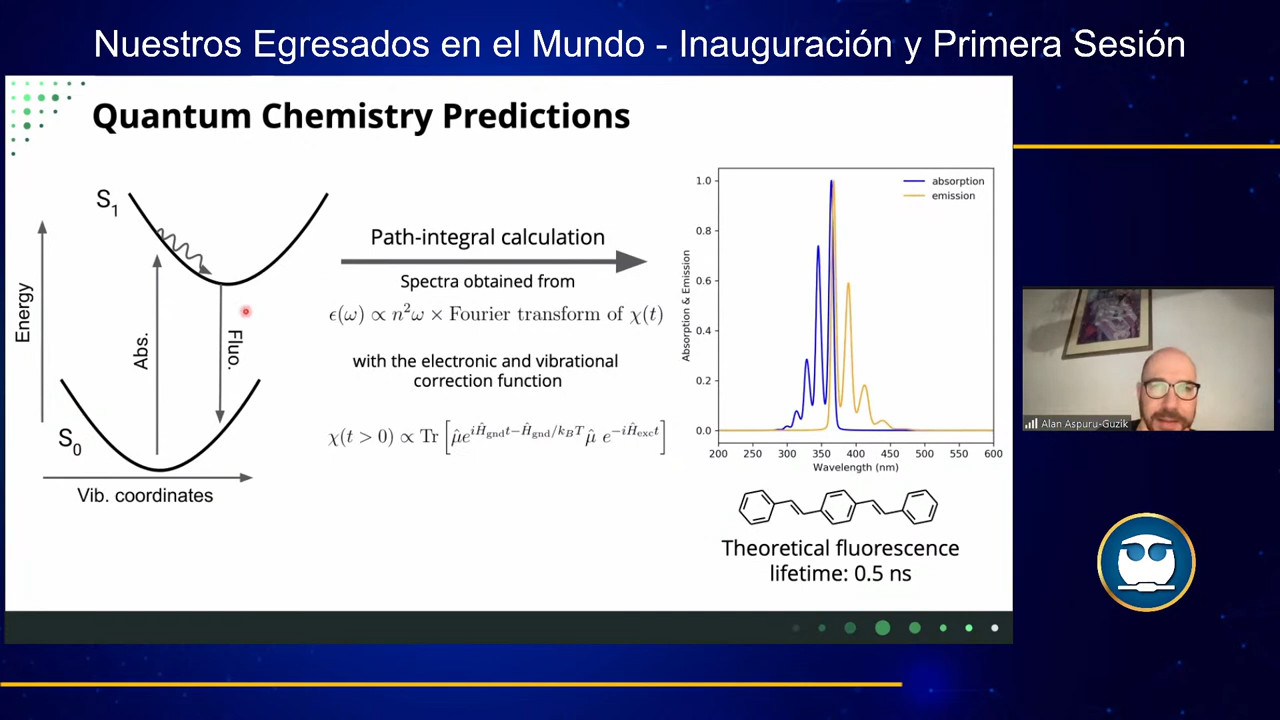 Nuestros Egresados en el Mundo - Inauguración y Primera Sesión
Quantum Chemistry Predictions
S1
Energy
Abs.
Fluo.
S0
Vib. coordinates
Path-integral calculation
Spectra obtained from
ϵ(ω) ∝ n²ω × Fourier transform of χ(t)
with the electronic and vibrational
correction function
χ(t > 0) ∝ Tr [μ̂e^{iĤ_gnd t−Ĥ_gnd/k_BT} μ̂ e^{−iĤ_exc t}]
absorption
emission
Absorption & Emission
1.0
0.8
0.6
0.4
0.2
0.0
200 250 300 350 400 450 500 550 600
Wavelength (nm)
Theoretical fluorescence
lifetime: 0.5 ns
Alan Aspuru-Guzik